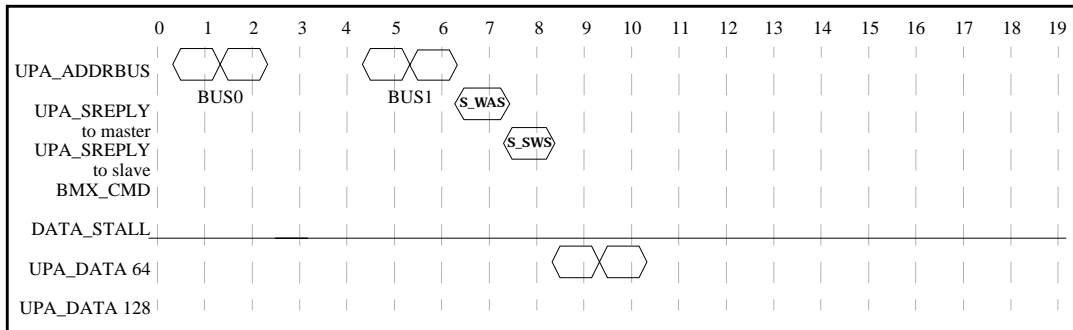 0 1 2 3 4 5 6 7 8 9 10 11 12 13 14 15 16 17 18 19
UPA_ADDRBUS
BUS0 BUS1
S_WAS
UPA_SREPLY
to master
S_SWS
UPA_SREPLY
to slave
BMX_CMD
DATA_STALL
UPA_DATA 64
UPA_DATA 128